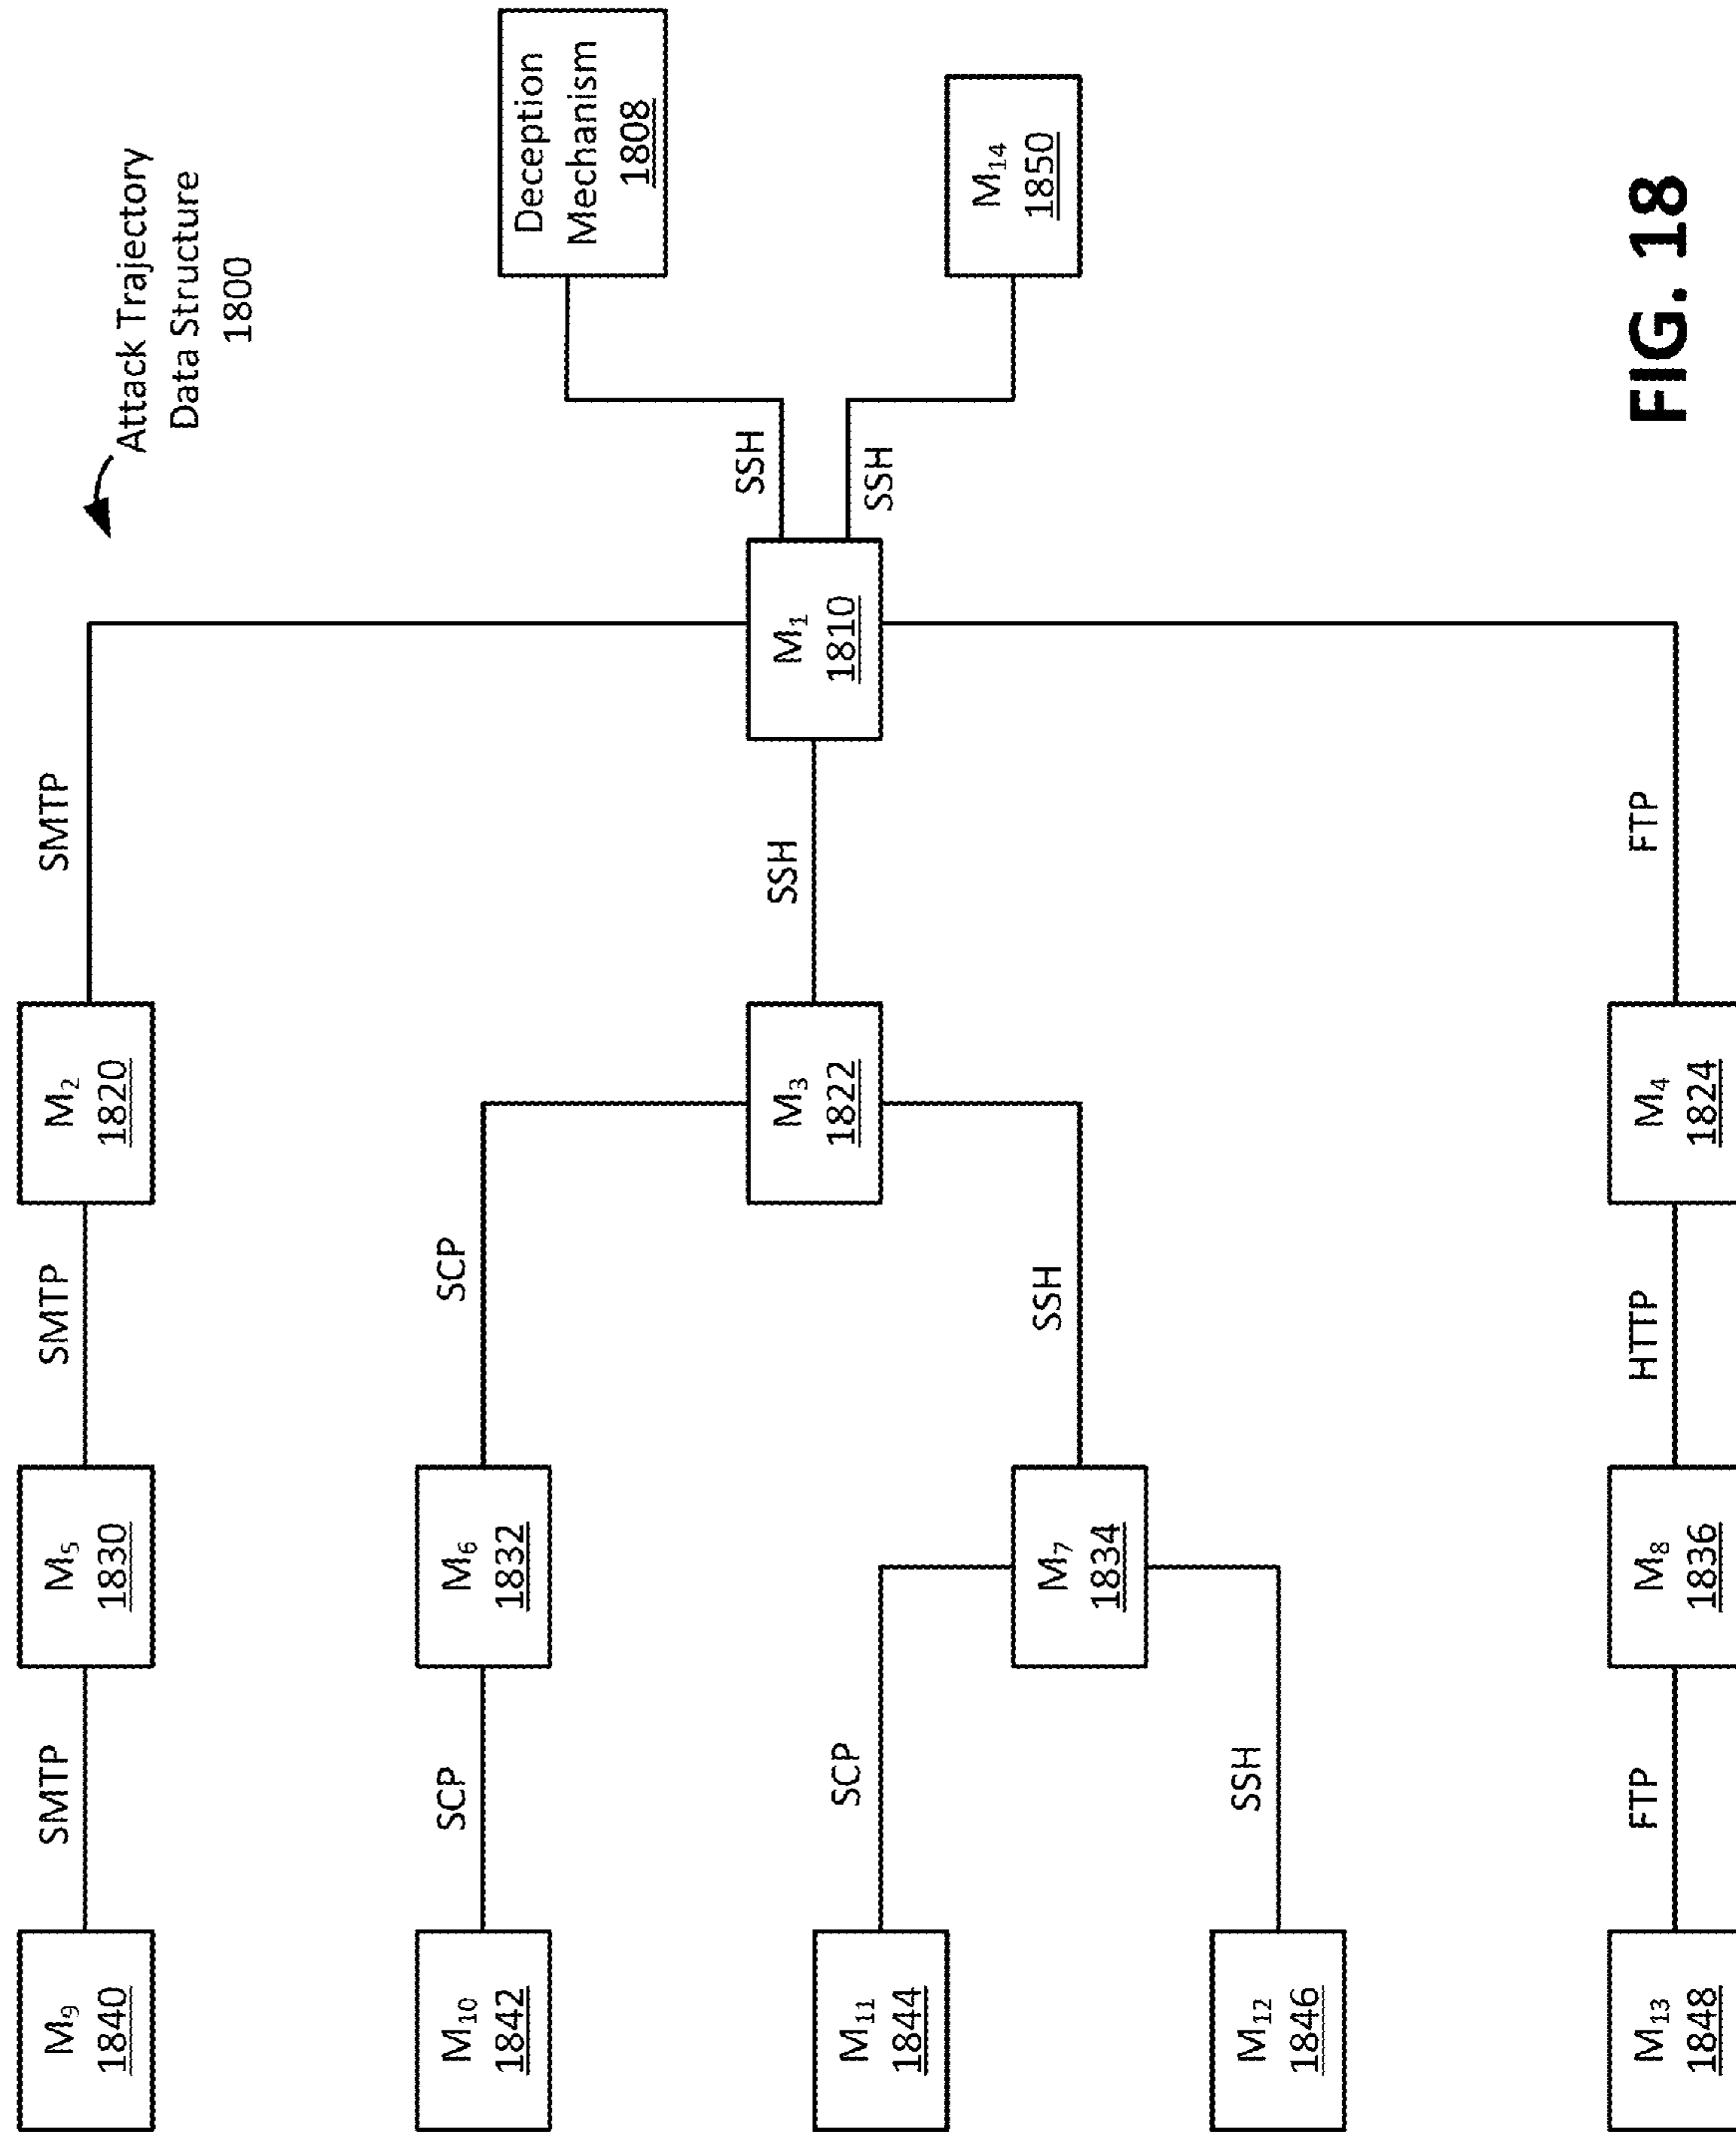 Attack Trajectory
Data Structure
1800
M₉
1840
SMTP
M₅
1830
SMTP
M₂
1820
SMTP
M₁₀
1842
SCP
M₆
1832
SCP
Deception
Mechanism
1808
SSH
M₁₁
1844
SCP
M₃
1822
SSH
M₁
1810
SSH
M₁₄
1850
M₇
1834
SSH
M₁₂
1846
SSH
M₁₃
1848
FTP
M₈
1836
HTTP
M₄
1824
FTP
FIG. 18